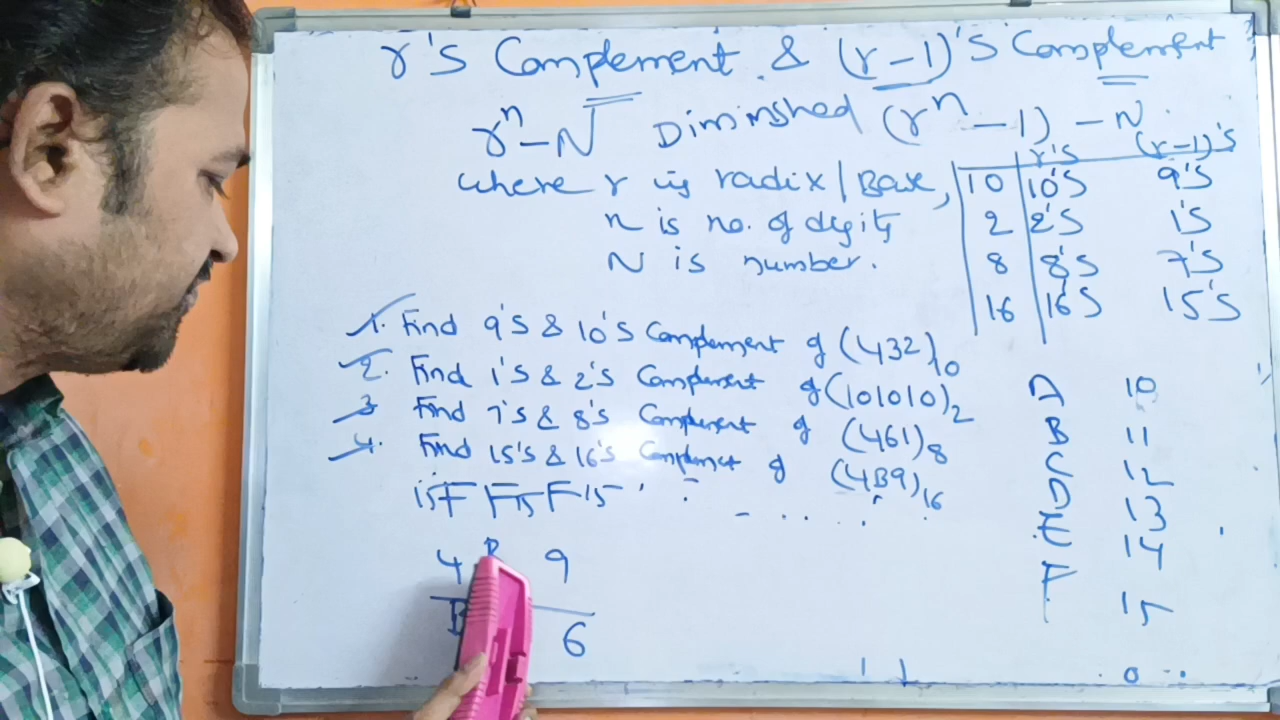 r's Complement & (r-1)'s Complement
r^n - N Diminshed (r^n - 1) - N
where r is radix / Base,
n is no. of digits
N is number.
r's (r-1)'s
10 10's 9's
2 2's 1's
8 8's 7's
16 16's 15's
1. Find 9's & 10's Complement of (432)10
2. Find 1's & 2's Complement of (101010)2
3 Find 7's & 8's Complement of (461)8
4. Find 15's & 16's Complement of (4B9)16
15F F15 F15
4 B 9
B 6
A 10
B 11
C 12
D 13
E 14
F 15